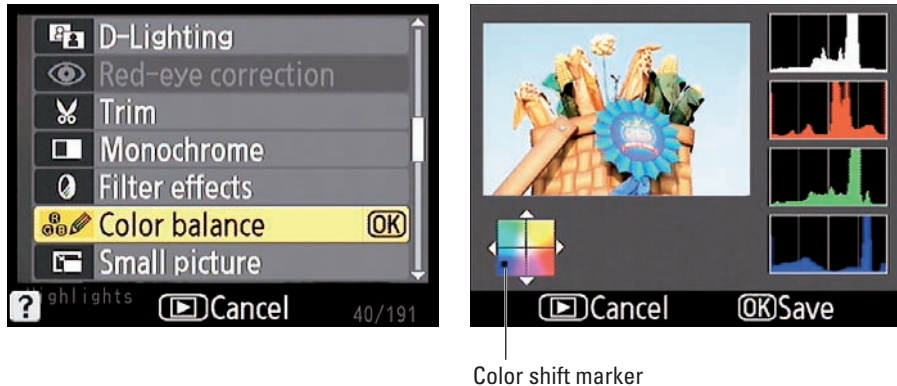 D-Lighting
Red-eye correction
Trim
Monochrome
Filter effects
Color balance OK
Small picture
? Highlights Cancel 40/191
Cancel OK Save
Color shift marker